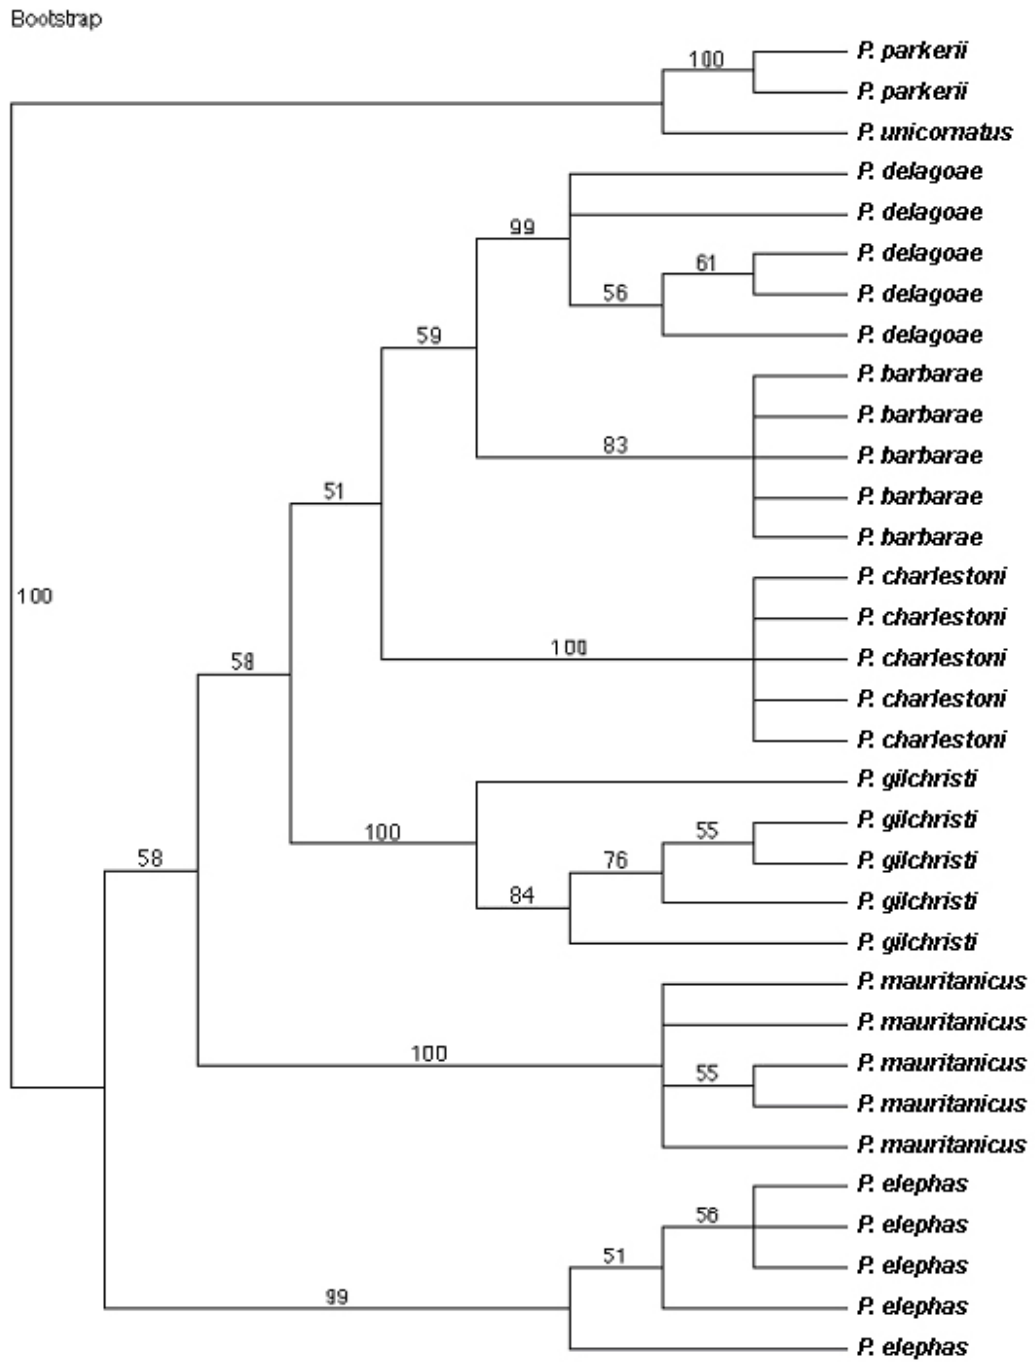 Bootstrap
100
P. parkerii
P. parkerii
P. unicornatus
P. delagoae
99
P. delagoae
61
P. delagoae
56
P. delagoae
59
P. delagoae
P. barbarae
P. barbarae
83
P. barbarae
51
P. barbarae
P. barbarae
P. charlestoni
100
P. charlestoni
100
P. charlestoni
58
P. charlestoni
P. charlestoni
P. gilchristi
100
55
P. gilchristi
58
76
P. gilchristi
84
P. gilchristi
P. gilchristi
P. mauritanicus
P. mauritanicus
100
55
P. mauritanicus
P. mauritanicus
P. mauritanicus
P. elephas
56
P. elephas
51
P. elephas
99
P. elephas
P. elephas